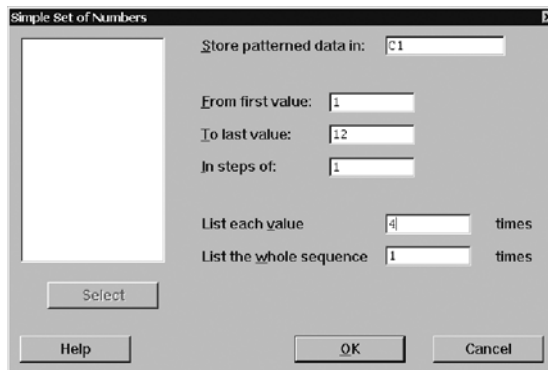 Simple Set of Numbers
Store patterned data in: C1
From first value: 1
To last value: 12
In steps of: 1
List each value 4 times
List the whole sequence 1 times
Select
Help OK Cancel